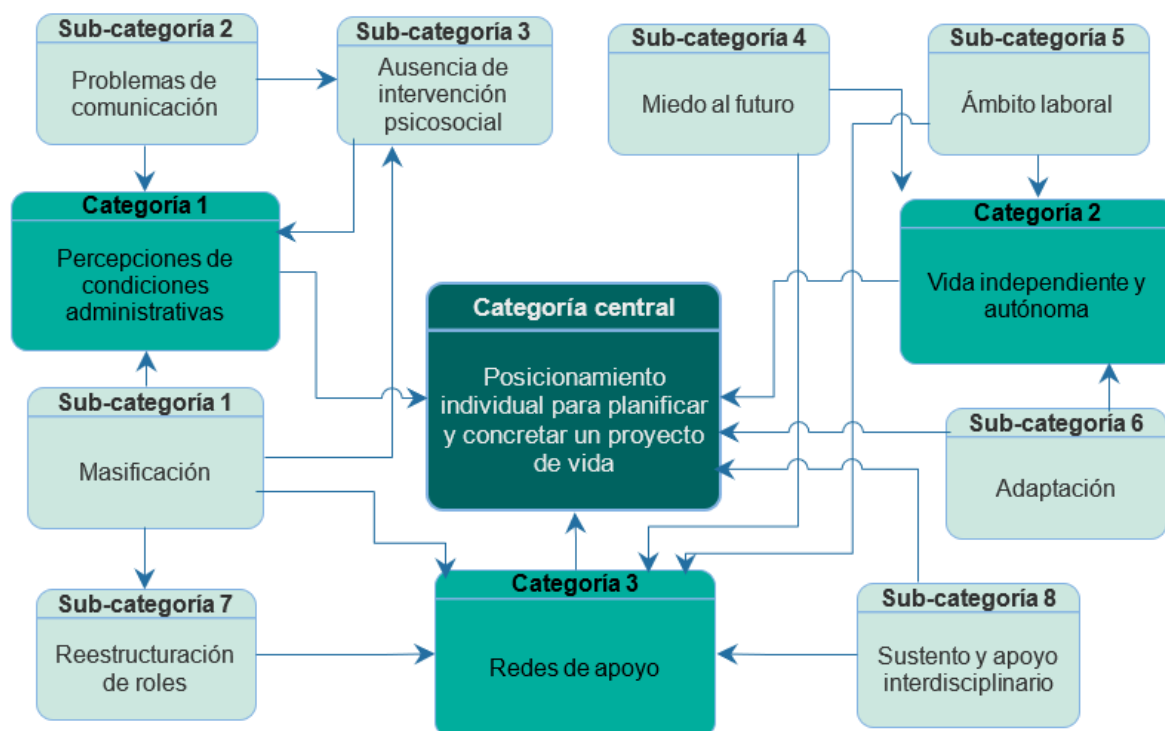 Sub-categoría 2
Problemas de
comunicación
Sub-categoría 3
Ausencia de
intervención
psicosocial
Sub-categoría 4
Miedo al futuro
Sub-categoría 5
Ámbito laboral
Categoría 1
Percepciones de
condiciones
administrativas
Categoría 2
Vida independiente y
autónoma
Categoría central
Posicionamiento
individual para planificar
y concretar un proyecto
de vida
Sub-categoría 1
Masificación
Sub-categoría 6
Adaptación
Sub-categoría 7
Reestructuración
de roles
Categoría 3
Redes de apoyo
Sub-categoría 8
Sustento y apoyo
interdisciplinario